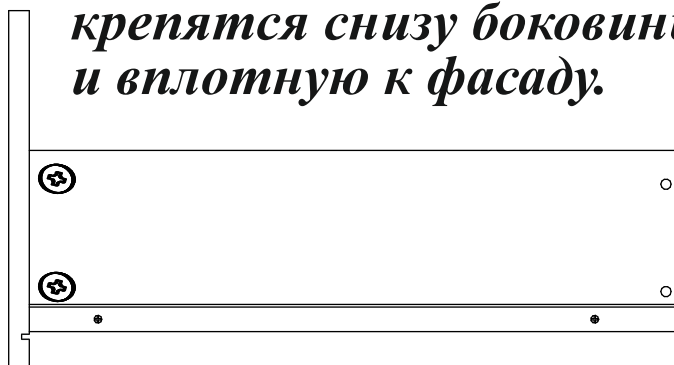 крепятся снизу боковин
и вплотную к фасаду.